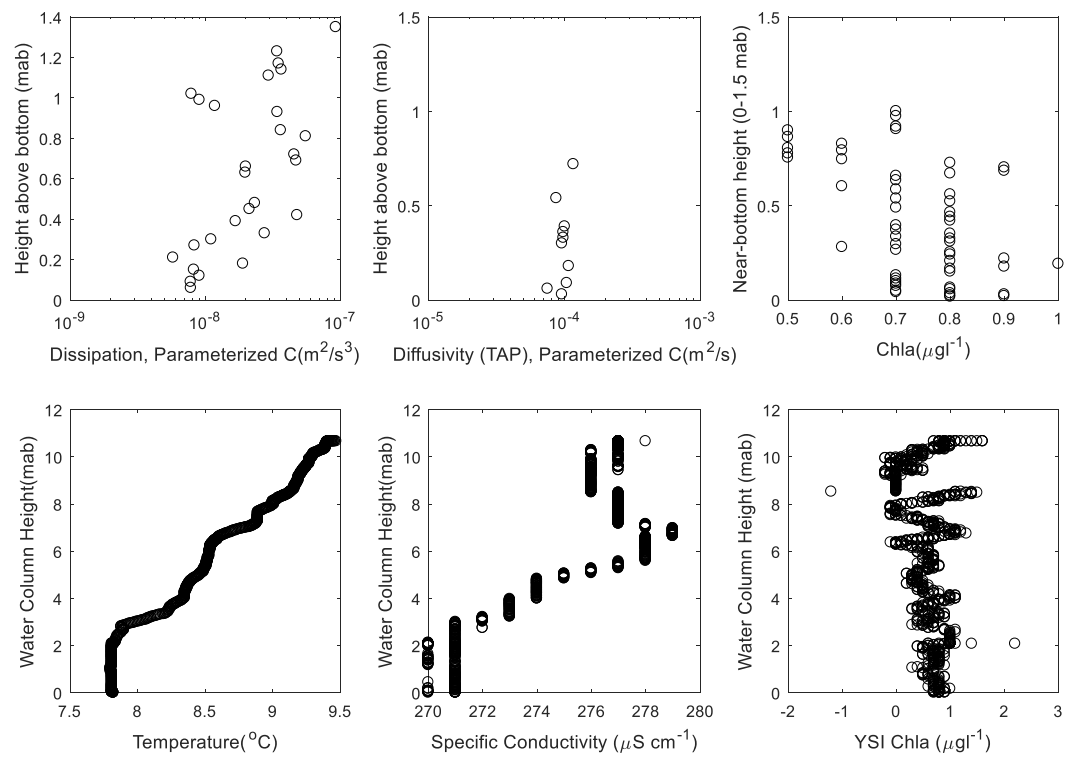 1.4
1.2
1
0.8
0.6
0.4
0.2
0
Height above bottom (mab)
10-9
10-8
10-7
Dissipation, Parameterized C(m2/s3)
1.5
1
0.5
0
Height above bottom (mab)
10-5
10-4
10-3
Diffusivity (TAP), Parameterized C(m2/s)
1.5
1
0.5
0
Near-bottom height (0-1.5 mab)
0.5 0.6 0.7 0.8 0.9 1
Chla(μgl-1)
12
10
8
6
4
2
0
Water Column Height(mab)
7.5 8 8.5 9 9.5
Temperature(oC)
12
10
8
6
4
2
0
Water Column Height(mab)
270 272 274 276 278 280
Specific Conductivity (μS cm-1)
12
10
8
6
4
2
0
Water Column Height (mab)
-2 -1 0 1 2 3
YSI Chla (μgl-1)